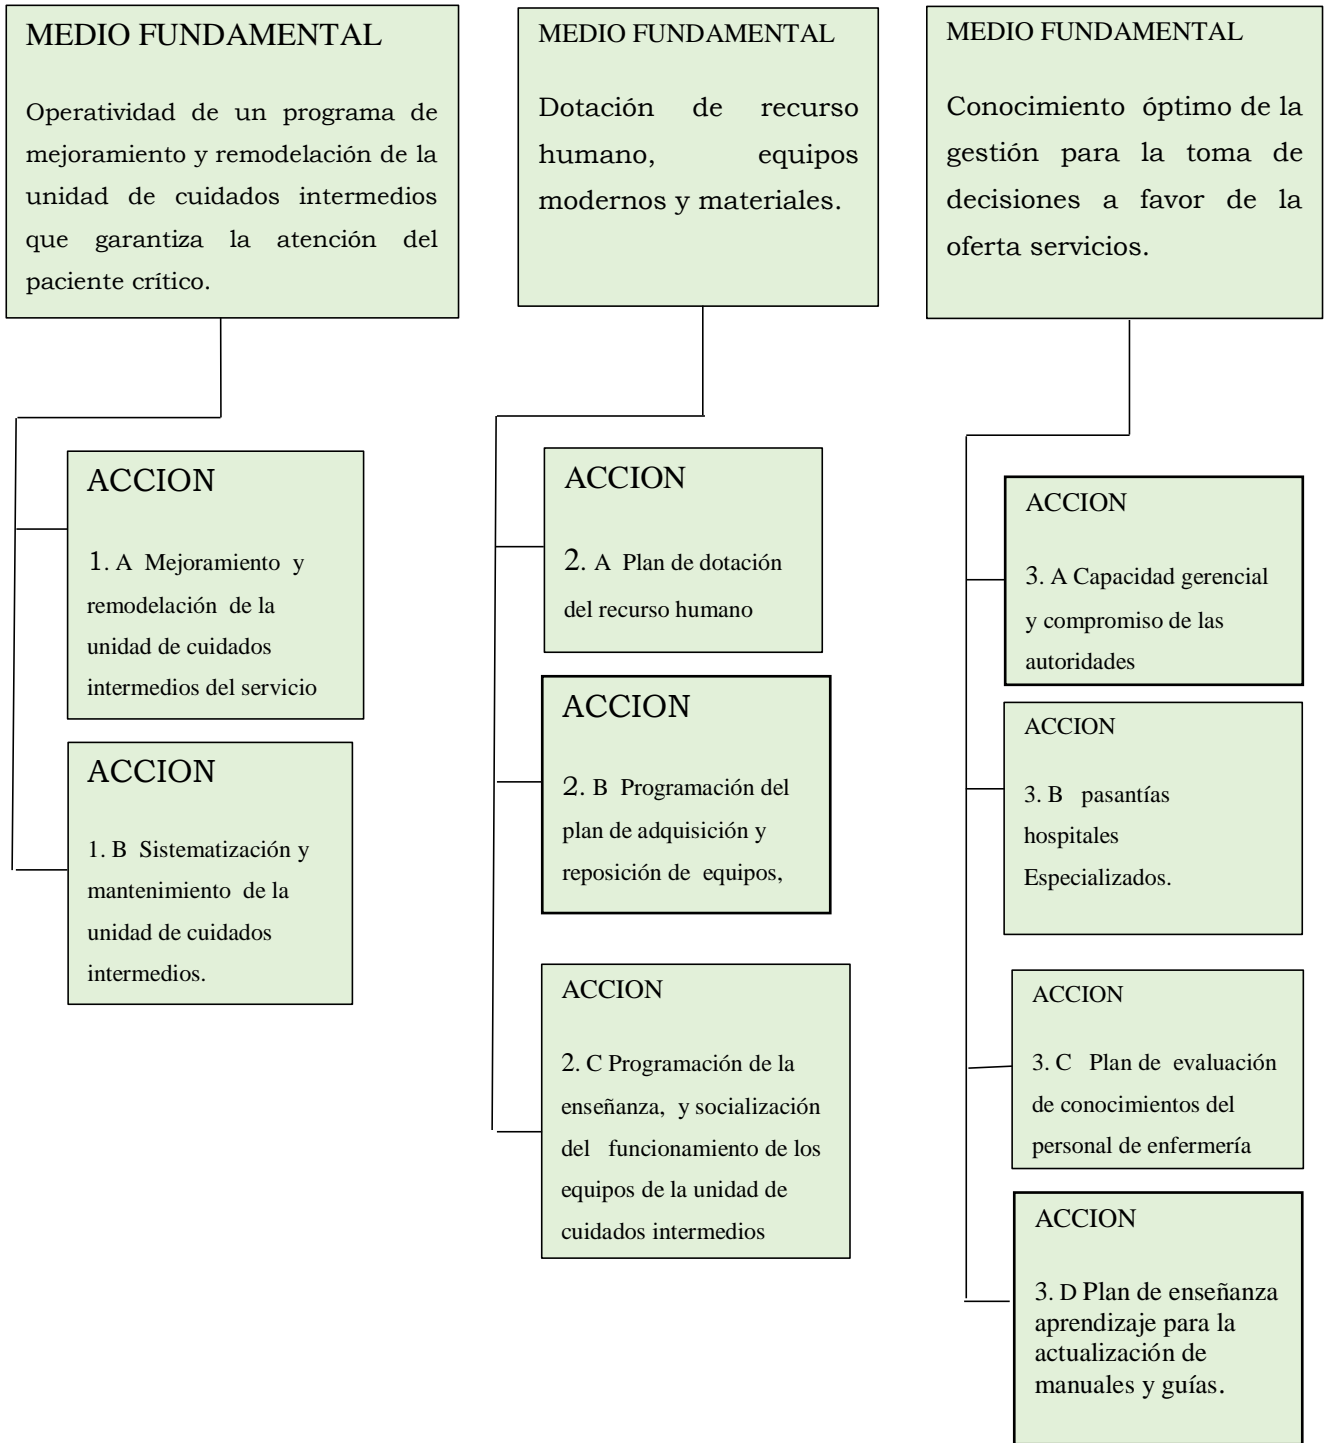 MEDIO FUNDAMENTAL
Operatividad de un programa de
mejoramiento y remodelación de la
unidad de cuidados intermedios
que garantiza la atención del
paciente crítico.
ACCION
1. A Mejoramiento y
remodelación de la
unidad de cuidados
intermedios del servicio
ACCION
1. B Sistematización y
mantenimiento de la
unidad de cuidados
intermedios.
MEDIO FUNDAMENTAL
Dotación de recurso
humano, equipos
modernos y materiales.
ACCION
2. A Plan de dotación
del recurso humano
ACCION
2. B Programación del
plan de adquisición y
reposición de equipos,
ACCION
2. C Programación de la
enseñanza, y socialización
del funcionamiento de los
equipos de la unidad de
cuidados intermedios
MEDIO FUNDAMENTAL
Conocimiento óptimo de la
gestión para la toma de
decisiones a favor de la
oferta servicios.
ACCION
3. A Capacidad gerencial
y compromiso de las
autoridades
ACCION
3. B pasantías
hospitales
Especializados.
ACCION
3. C Plan de evaluación
de conocimientos del
personal de enfermería
ACCION
3. D Plan de enseñanza
aprendizaje para la
actualización de
manuales y guías.